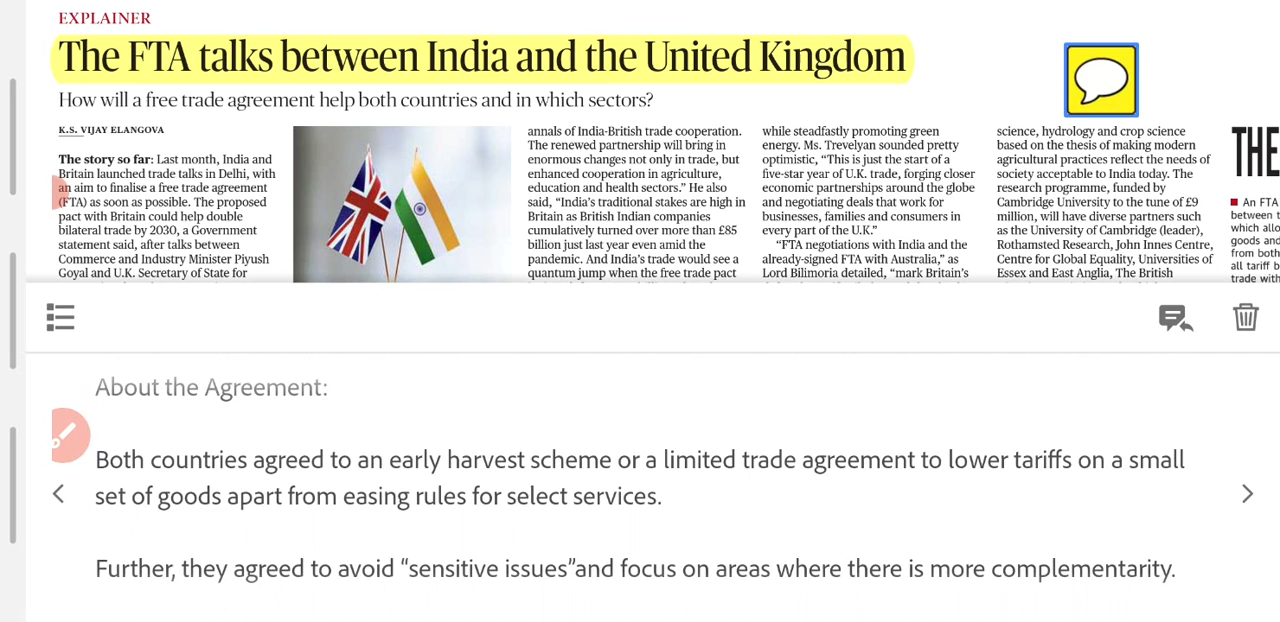 EXPLAINER
The FTA talks between India and the United Kingdom
How will a free trade agreement help both countries and in which sectors?
K.S. VIJAY ELANGOVA
The story so far: Last month, India and
Britain launched trade talks in Delhi, with
an aim to finalise a free trade agreement
(FTA) as soon as possible. The proposed
pact with Britain could help double
bilateral trade by 2030, a Government
statement said, after talks between
Commerce and Industry Minister Piyush
Goyal and U.K. Secretary of State for
annals of India-British trade cooperation.
The renewed partnership will bring in
enormous changes not only in trade, but
enhanced cooperation in agriculture,
education and health sectors.” He also
said, “India’s traditional stakes are high in
Britain as British Indian companies
cumulatively turned over more than £85
billion just last year even amid the
pandemic. And India’s trade would see a
quantum jump when the free trade pact
while steadfastly promoting green
energy. Ms. Trevelyan sounded pretty
optimistic, “This is just the start of a
five-star year of U.K. trade, forging closer
economic partnerships around the globe
and negotiating deals that work for
businesses, families and consumers in
every part of the U.K.”
“FTA negotiations with India and the
already-signed FTA with Australia,” as
Lord Bilimoria detailed, “mark Britain’s
science, hydrology and crop science
based on the thesis of making modern
agricultural practices reflect the needs of
society acceptable to India today. The
research programme, funded by
Cambridge University to the tune of £9
million, will have diverse partners such
as the University of Cambridge (leader),
Rothamsted Research, John Innes Centre,
Centre for Global Equality, Universities of
Essex and East Anglia, The British
THE
An FTA
between t
which allo
goods and
from both
all tariff b
trade with
About the Agreement:
Both countries agreed to an early harvest scheme or a limited trade agreement to lower tariffs on a small
set of goods apart from easing rules for select services.
Further, they agreed to avoid “sensitive issues”and focus on areas where there is more complementarity.